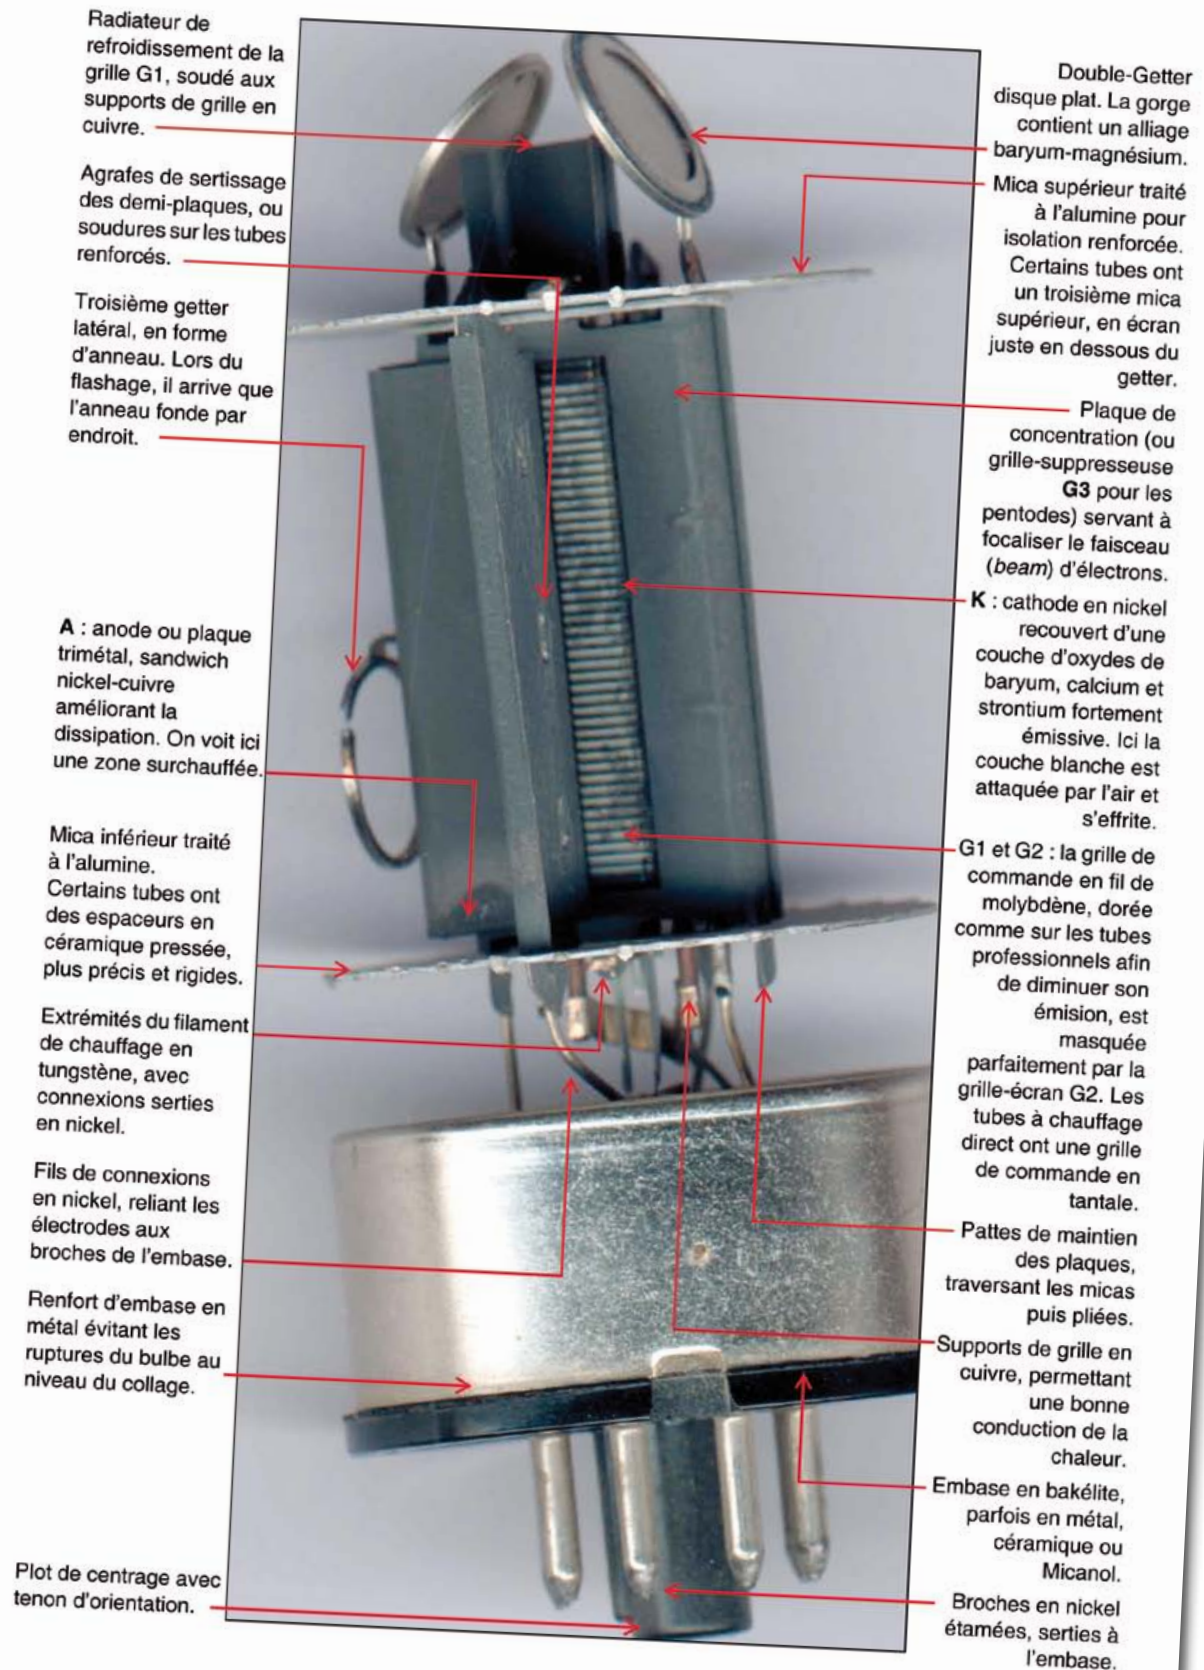 Radiateur de
refroidissement de la
grille G1, soudé aux
supports de grille en
cuivre.
Agrafes de sertissage
des demi-plaques, ou
soudures sur les tubes
renforcés.
Troisième getter
latéral, en forme
d'anneau. Lors du
flashage, il arrive que
l'anneau fonde par
endroit.
A : anode ou plaque
trimétal, sandwich
nickel-cuivre
améliorant la
dissipation. On voit ici
une zone surchauffée.
Mica inférieur traité
à l'alumine.
Certains tubes ont
des espaceurs en
céramique pressée,
plus précis et rigides.
Extrémités du filament
de chauffage en
tungstène, avec
connexions serties
en nickel.
Fils de connexions
en nickel, reliant les
électrodes aux
broches de l'embase.
Renfort d'embase en
métal évitant les
ruptures du bulbe au
niveau du collage.
Plot de centrage avec
tenon d'orientation.
Double-Getter
disque plat. La gorge
contient un alliage
baryum-magnésium.
Mica supérieur traité
à l'alumine pour
isolation renforcée.
Certains tubes ont
un troisième mica
supérieur, en écran
juste en dessous du
getter.
Plaque de
concentration (ou
grille-suppresseuse
G3 pour les
pentodes) servant à
focaliser le faisceau
(beam) d'électrons.
K : cathode en nickel
recouvert d'une
couche d'oxydes de
baryum, calcium et
strontium fortement
émissive. Ici la
couche blanche est
attaquée par l'air et
s'effrite.
G1 et G2 : la grille de
commande en fil de
molybdène, dorée
comme sur les tubes
professionnels afin
de diminuer son
émision, est
masquée
parfaitement par la
grille-écran G2. Les
tubes à chauffage
direct ont une grille
de commande en
tantale.
Pattes de maintien
des plaques,
traversant les micas
puis pliées.
Supports de grille en
cuivre, permettant
une bonne
conduction de la
chaleur.
Embase en bakélite,
parfois en métal,
céramique ou
Micanol.
Broches en nickel
étamées, serties à
l'embase.